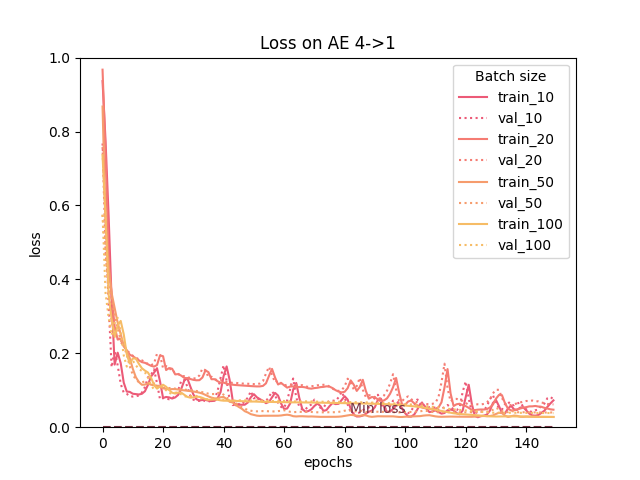 Loss on AE 4->1
1.0
0.8
0.6
0.4
0.2
0.0
loss
Batch size
train_10
val_10
train_20
val_20
train_50
val_50
train_100
val_100
Min loss
0
20
40
60
80
100
120
140
epochs